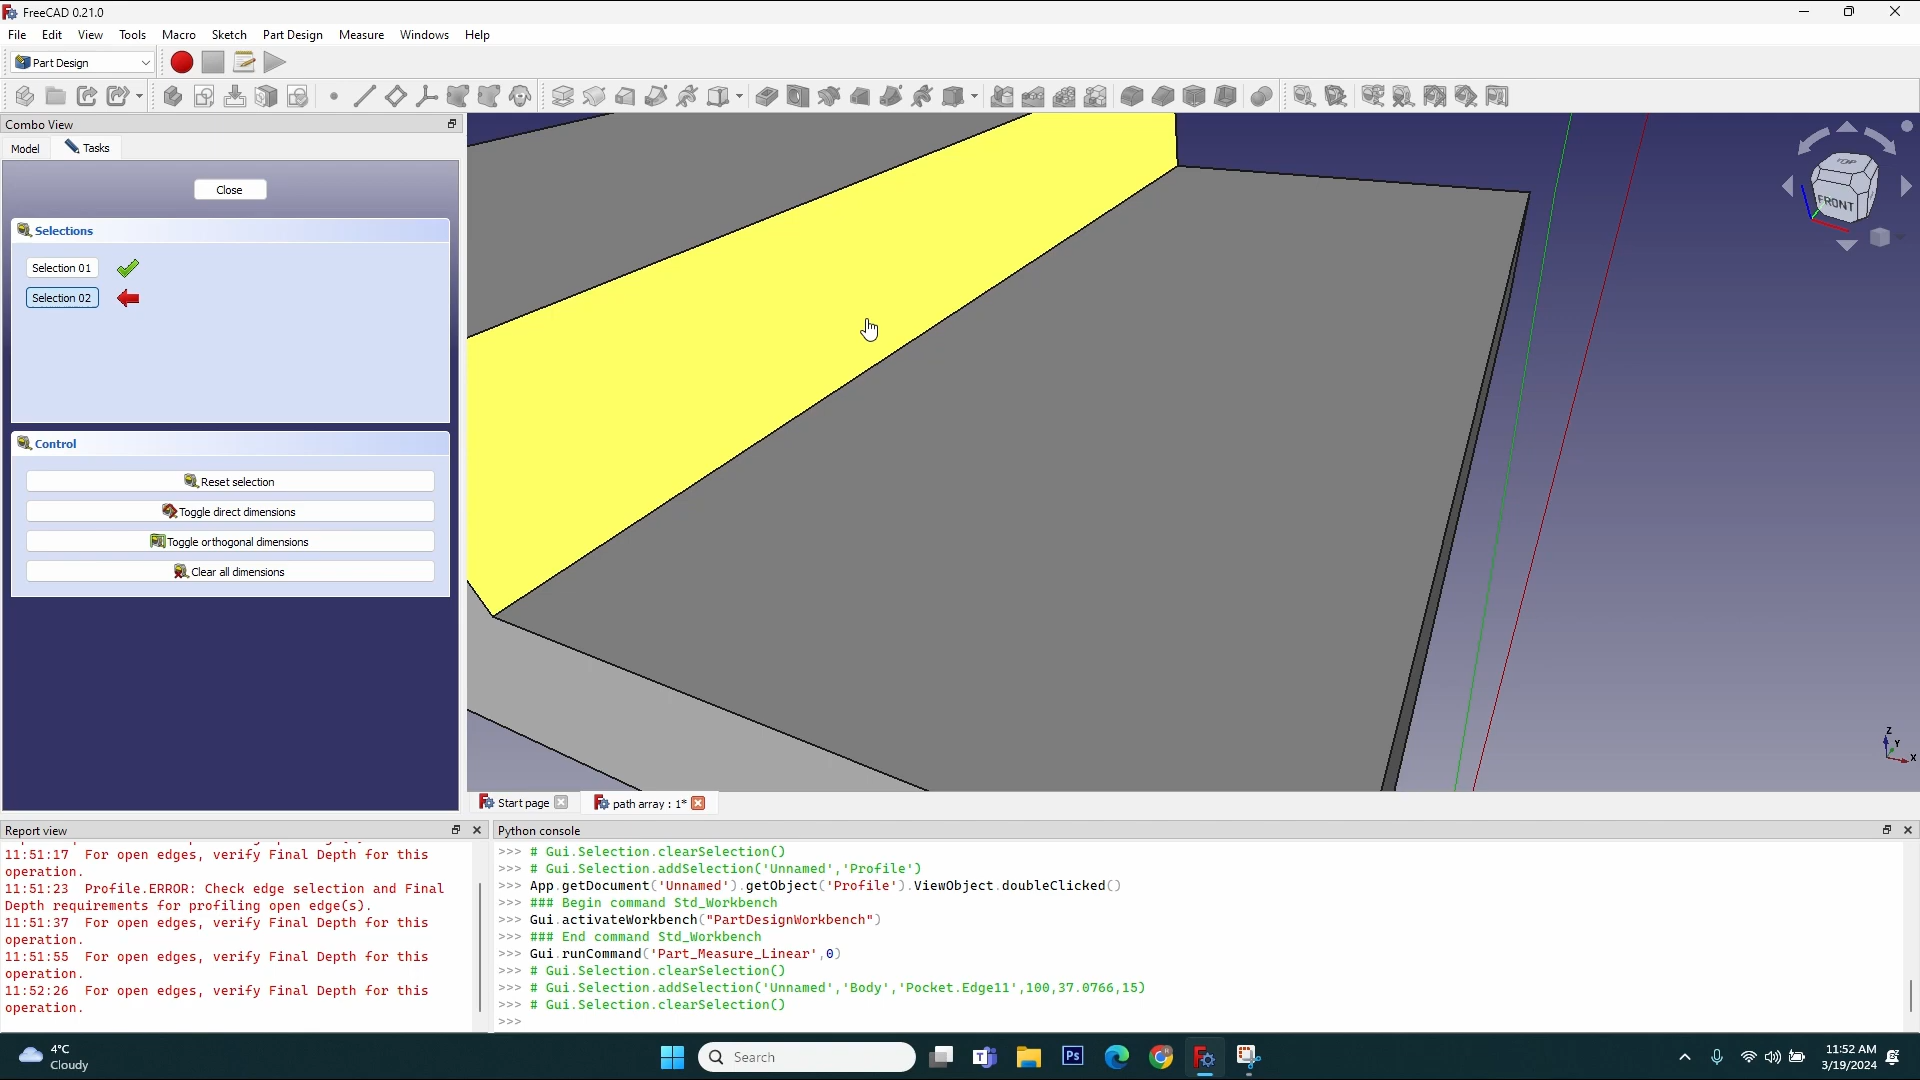 FreeCAD 0.21.0
File Edit View Tools Macro Sketch Part Design Measure Windows Help
Part Design
Combo View
Model Tasks
Close
Selections
Selection 01
Selection 02
Control
Reset selection
Toggle direct dimensions
Toggle orthogonal dimensions
Clear all dimensions
TOP
FRONT
Z
Y
X
Start page path array : 1*
Report view
11:51:17 For open edges, verify Final Depth for this
operation.
11:51:23 Profile.ERROR: Check edge selection and Final
Depth requirements for profiling open edge(s).
11:51:37 For open edges, verify Final Depth for this
operation.
11:51:55 For open edges, verify Final Depth for this
operation.
11:52:26 For open edges, verify Final Depth for this
operation.
Python console
>>> # Gui.Selection.clearSelection()
>>> # Gui.Selection.addSelection('Unnamed','Profile')
>>> App.getDocument('Unnamed').getObject('Profile').ViewObject.doubleClicked()
>>> ### Begin command Std_Workbench
>>> Gui.activateWorkbench("PartDesignWorkbench")
>>> ### End command Std_Workbench
>>> Gui.runCommand('Part_Measure_Linear',0)
>>> # Gui.Selection.clearSelection()
>>> # Gui.Selection.addSelection('Unnamed','Body','Pocket.Edge11',100,37.0766,15)
>>> # Gui.Selection.clearSelection()
>>>
4°C
Cloudy
Search
Ps
11:52 AM
3/19/2024